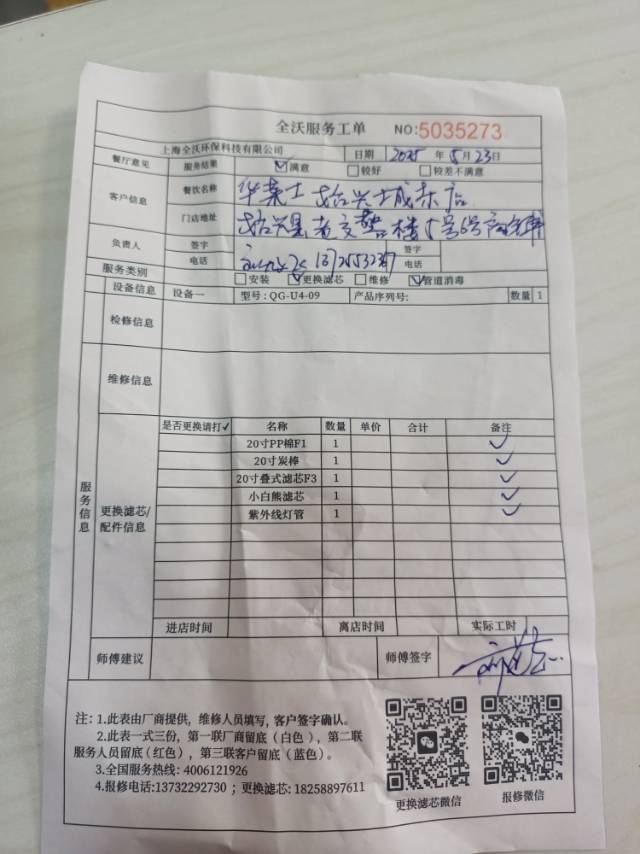 全沃服务工单 NO:5035273
上海全沃环保科技有限公司 日期 2025 年 5 月 23 日
餐厅意见 服务结果 ☑满意 □较好 □较差不满意
客户信息 餐饮名称 华莱士 绍兴士城东店
门店地址 绍兴
负责人 签字 签字
电话 电话
服务类别 □安装 ☑更换滤芯 □维修 ☑管道消毒
设备信息 设备一 型号:QG-U4-09 产品序列号: 数量 1
检修信息
维修信息
服务信息
更换滤芯/配件信息
是否更换请打✓ 名称 数量 单价 合计 备注
20寸PP棉F1 1 ✓
20寸炭棒 1 ✓
20寸叠式滤芯F3 1 ✓
小白熊滤芯 1 ✓
紫外线灯管 1 ✓
进店时间 离店时间 实际工时
师傅建议 师傅签字
注：1.此表由厂商提供，维修人员填写，客户签字确认。
2.此表一式三份，第一联厂商留底（白色），第二联
服务人员留底(红色），第三联客户留底（蓝色）。
3.全国服务热线：4006121926
4.报修电话:13732292730；更换滤芯: 18258897611
更换滤芯微信 报修微信